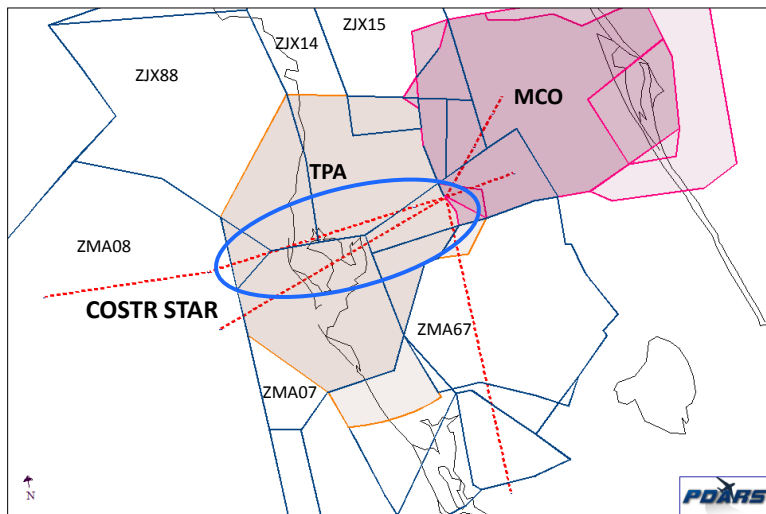 ZJX15
ZJX14
ZJX88
MCO
TPA
ZMA08
COSTR STAR
ZMA67
ZMA07
N
PDARS